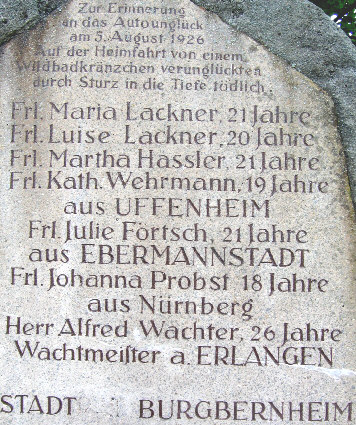 Zur Erinnerung
an das Autounglück
am 5. August 1926
Auf der Heimfahrt von einem
Wildbadkränzchen verunglückten
durch Sturz in die Tiefe tödlich:
Frl. Maria Lackner, 21 Jahre
Frl. Luise Lackner, 20 Jahre
Frl. Martha Hassler, 21 Jahre
Frl. Kath. Wehrmann, 19 Jahre
aus UFFENHEIM
Frl. Julie Förtsch, 21 Jahre
aus EBERMANNSTADT
Frl. Johanna Probst 18 Jahre
aus Nürnberg
Herr Alfred Wächter, 26 Jahre
Wachtmeiſter a. ERLANGEN
STADT BURGBERNHEIM